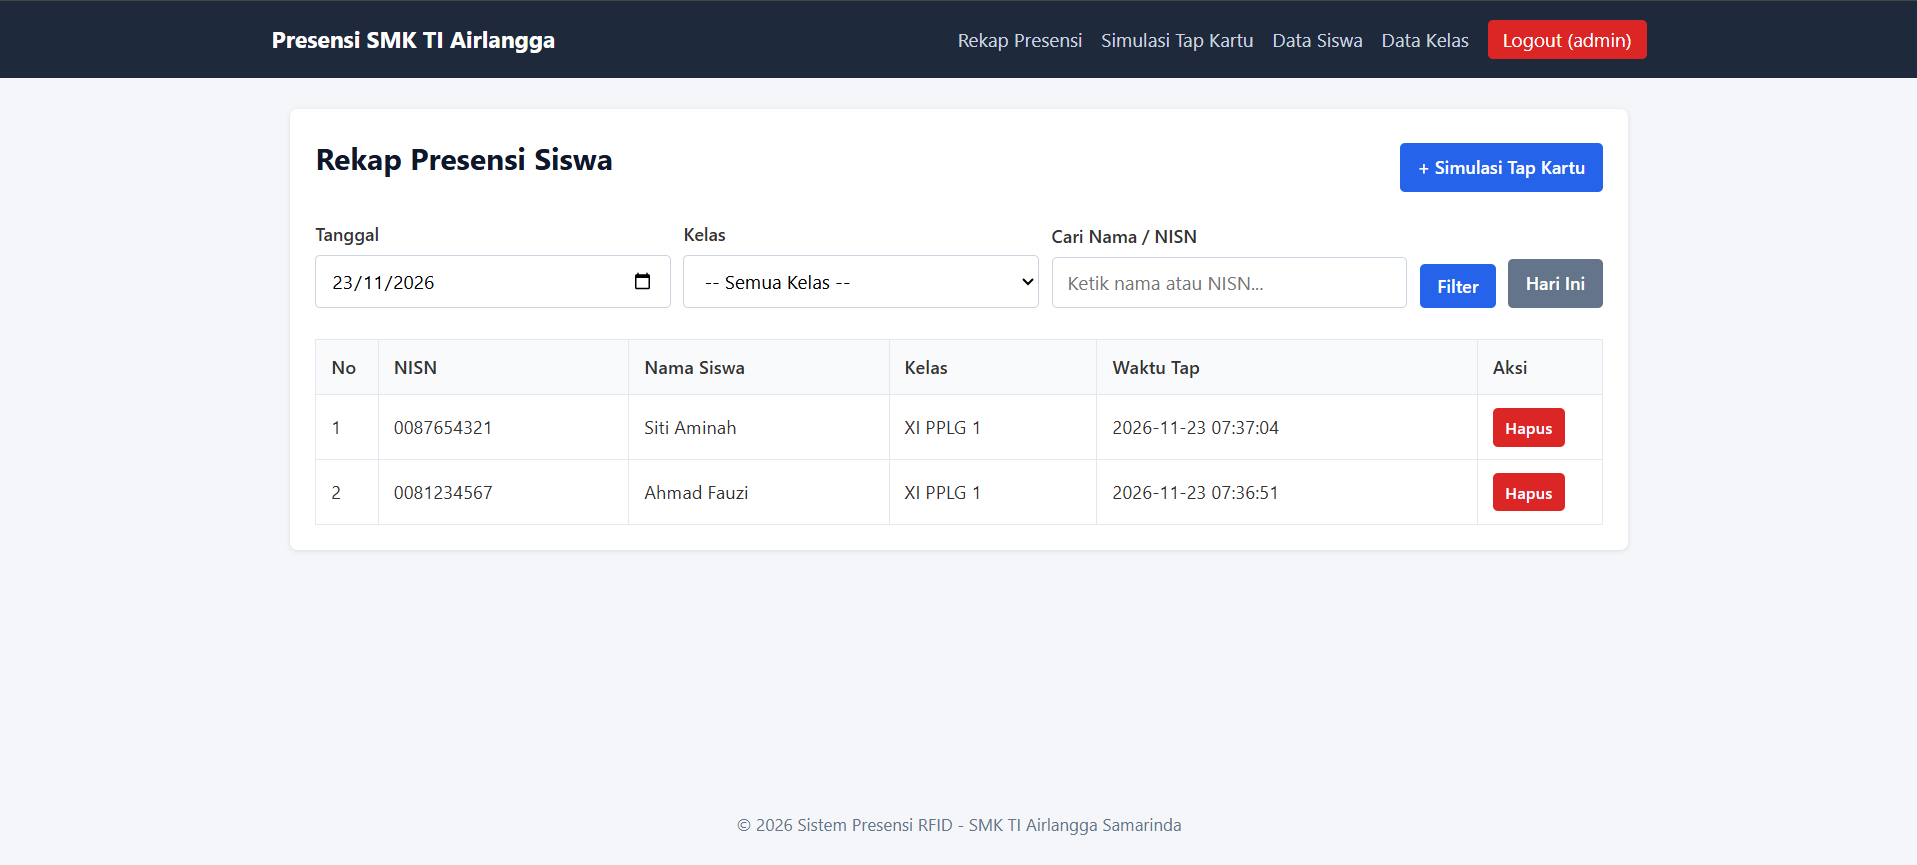 Presensi SMK TI Airlangga
Rekap Presensi Simulasi Tap Kartu Data Siswa Data Kelas Logout (admin)
Rekap Presensi Siswa
+ Simulasi Tap Kartu
Tanggal Kelas Cari Nama / NISN
23/11/2026 -- Semua Kelas -- Ketik nama atau NISN... Filter Hari Ini
No NISN Nama Siswa Kelas Waktu Tap Aksi
1 0087654321 Siti Aminah XI PPLG 1 2026-11-23 07:37:04 Hapus
2 0081234567 Ahmad Fauzi XI PPLG 1 2026-11-23 07:36:51 Hapus
© 2026 Sistem Presensi RFID - SMK TI Airlangga Samarinda